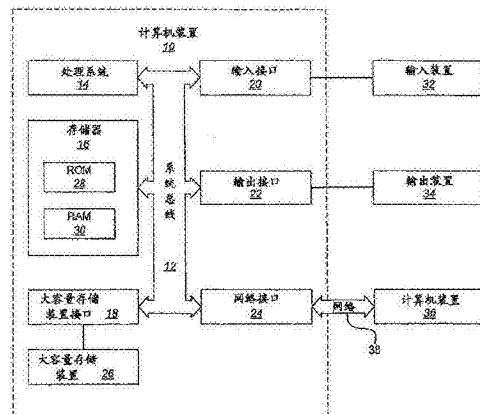 计算机装置
10
处理系统
14
输入接口
20
输入装置
32
存储器
16
ROM
28
RAM
30
系统总线
12
输出接口
22
输出装置
34
大容量存储
装置接口 18
网络接口
24
网络
38
计算机装置
36
大容量存储
装置 26